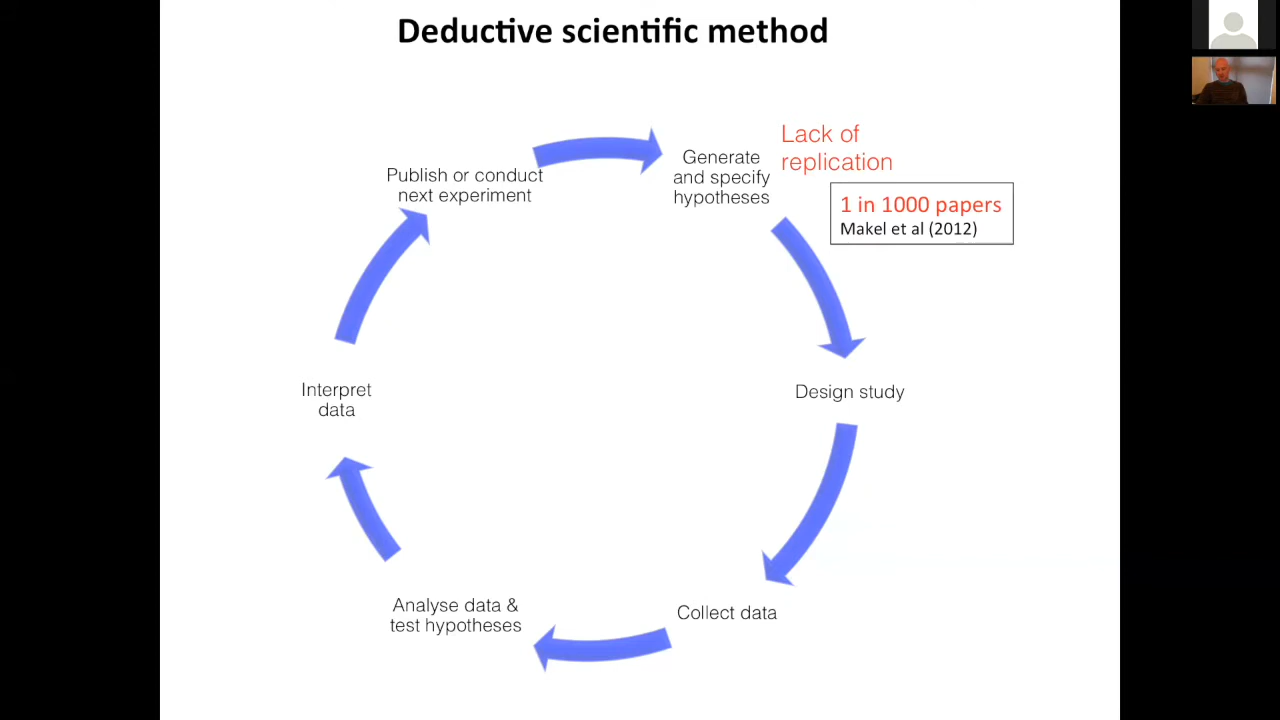 Deductive scientific method
Lack of
replication
Generate
and specify
hypotheses
1 in 1000 papers
Makel et al (2012)
Publish or conduct
next experiment
Design study
Interpret
data
Analyse data &
test hypotheses
Collect data